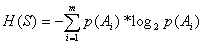 H(S) = −∑_{i=1}^{m} p(A_i) * log_2 p(A_i)